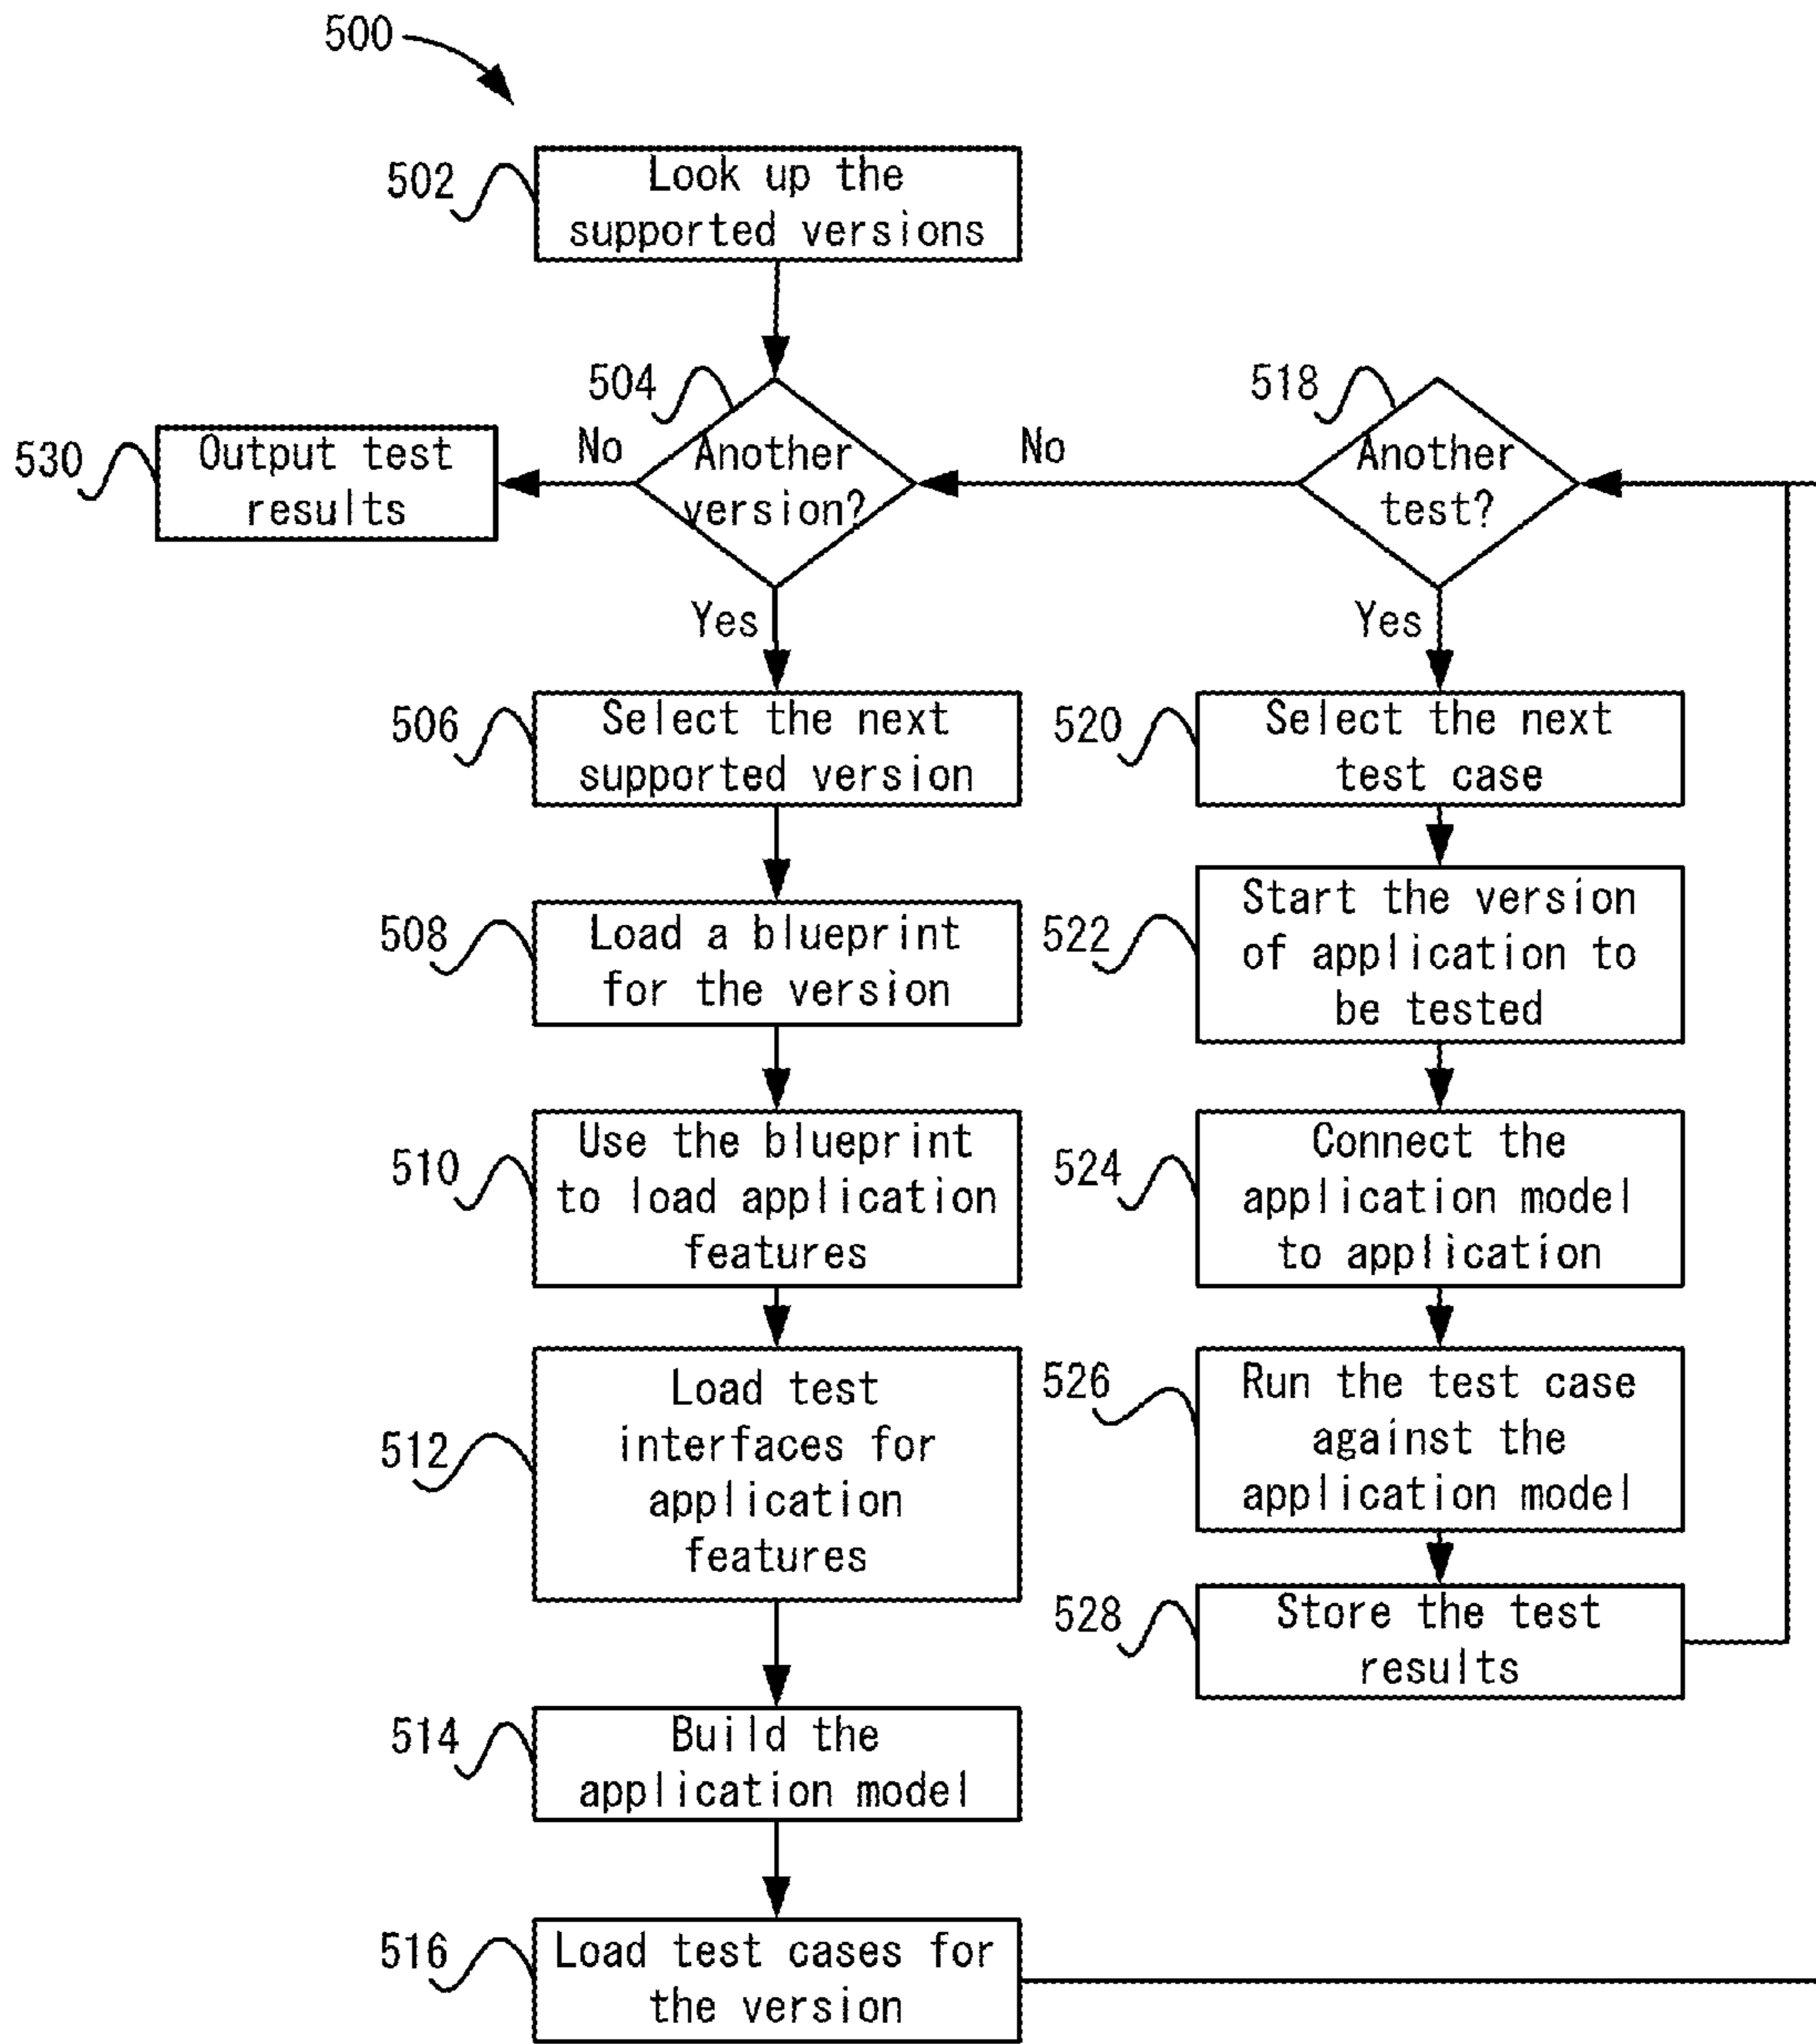 500
502
Look up the
supported versions
504
Another
version?
No
530
Output test
results
Yes
506
Select the next
supported version
508
Load a blueprint
for the version
510
Use the blueprint
to load application
features
512
Load test
interfaces for
application
features
514
Build the
application model
516
Load test cases for
the version
518
Another
test?
No
Yes
520
Select the next
test case
522
Start the version
of application to
be tested
524
Connect the
application model
to application
526
Run the test case
against the
application model
528
Store the test
results